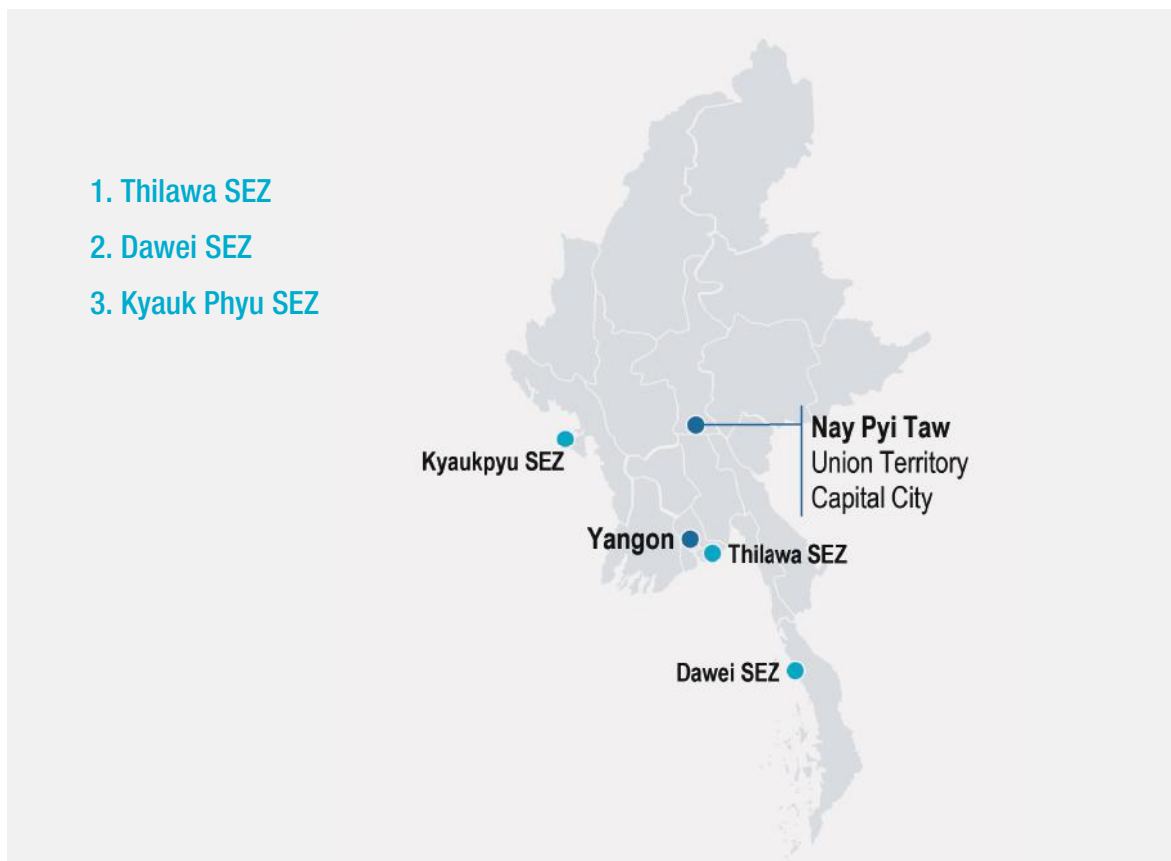 1. Thilawa SEZ
2. Dawei SEZ
3. Kyauk Phyu SEZ
Nay Pyi Taw
Union Territory
Capital City
Kyaukpyu SEZ
Yangon
Thilawa SEZ
Dawei SEZ